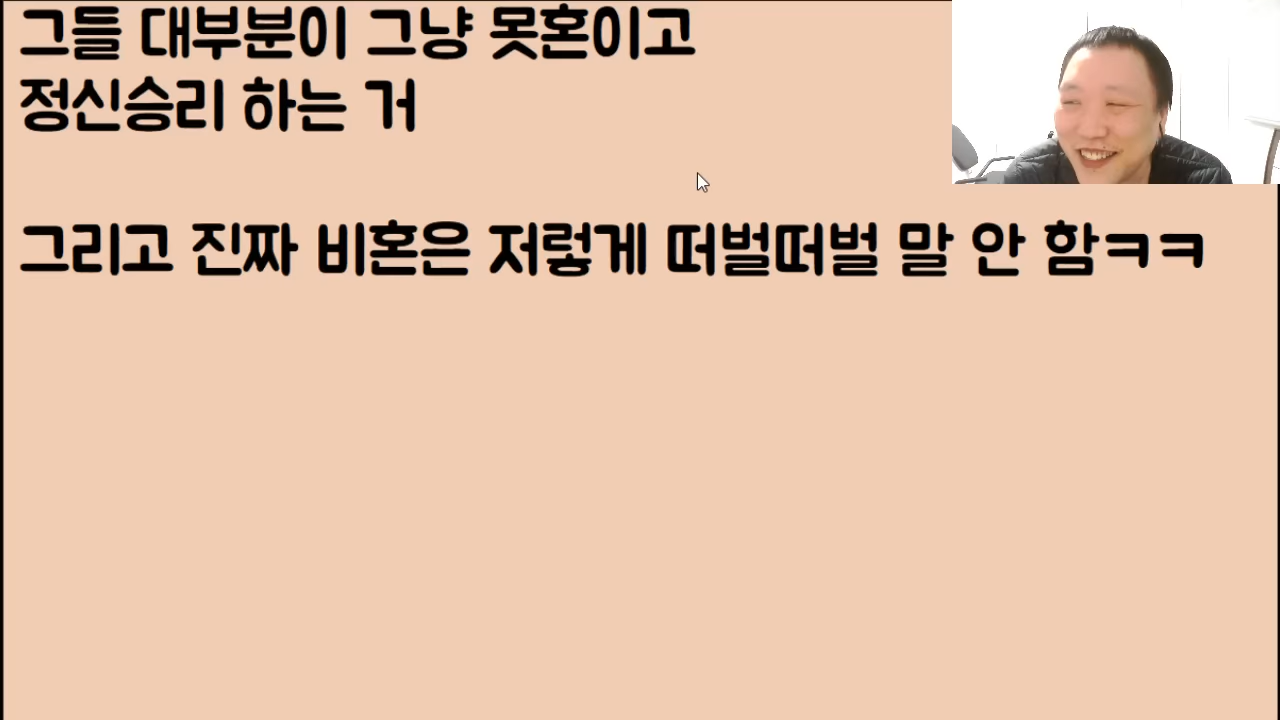 그들 대부분이 그냥 못혼이고
정신승리 하는 거
그리고 진짜 비혼은 저렇게 떠벌떠벌 말 안 함ㅋㅋ